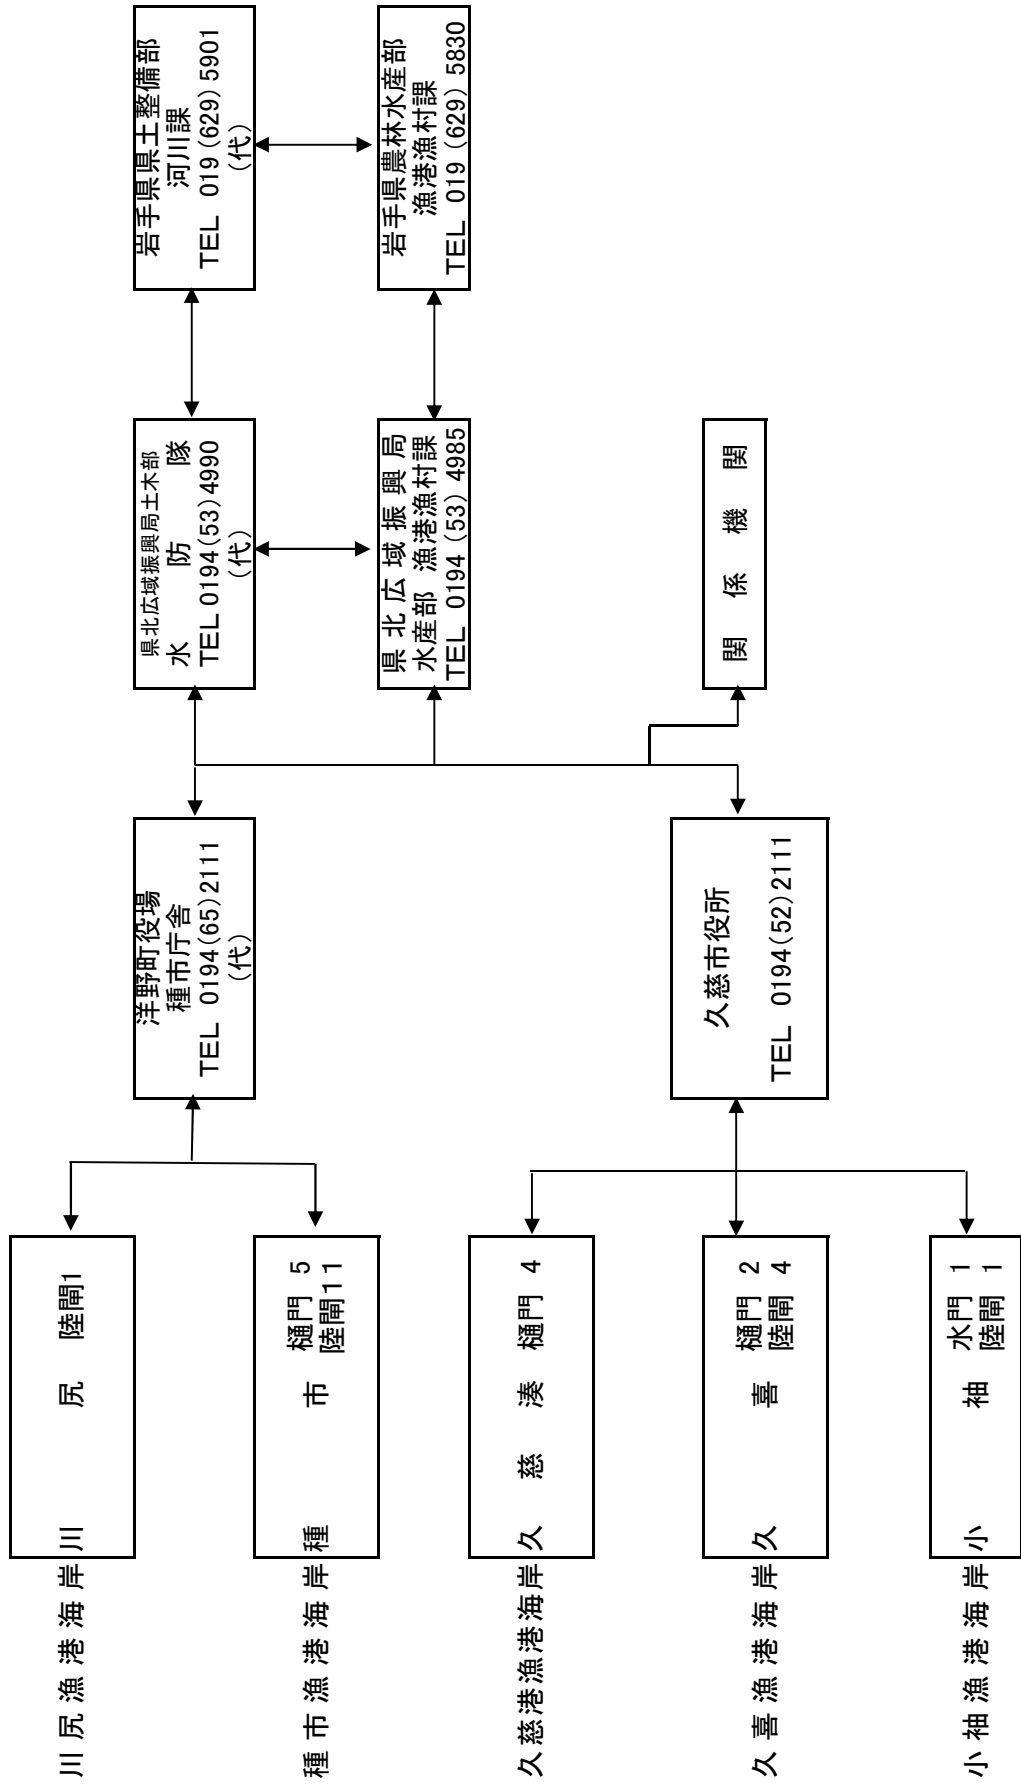 川尻漁港海岸
川尻 陸閘1
種市漁港海岸
種市 樋門 5
陸閘11
久慈港漁港海岸
久慈湊 樋門 4
久喜漁港海岸
久喜 樋門 2
陸閘 4
小袖漁港海岸
小袖 水門 1
陸閘 1
洋野町役場
種市庁舎
TEL 0194(65)2111
(代)
久慈市役所
TEL 0194(52)2111
県北広域振興局土木部
水防隊
TEL 0194(53)4990
(代)
県北広域振興局
水産部 漁港漁村課
TEL 0194(53)4985
関係機関
岩手県県土整備部
河川課
TEL 019(629)5901
(代)
岩手県農林水産部
漁港漁村課
TEL 019(629)5830